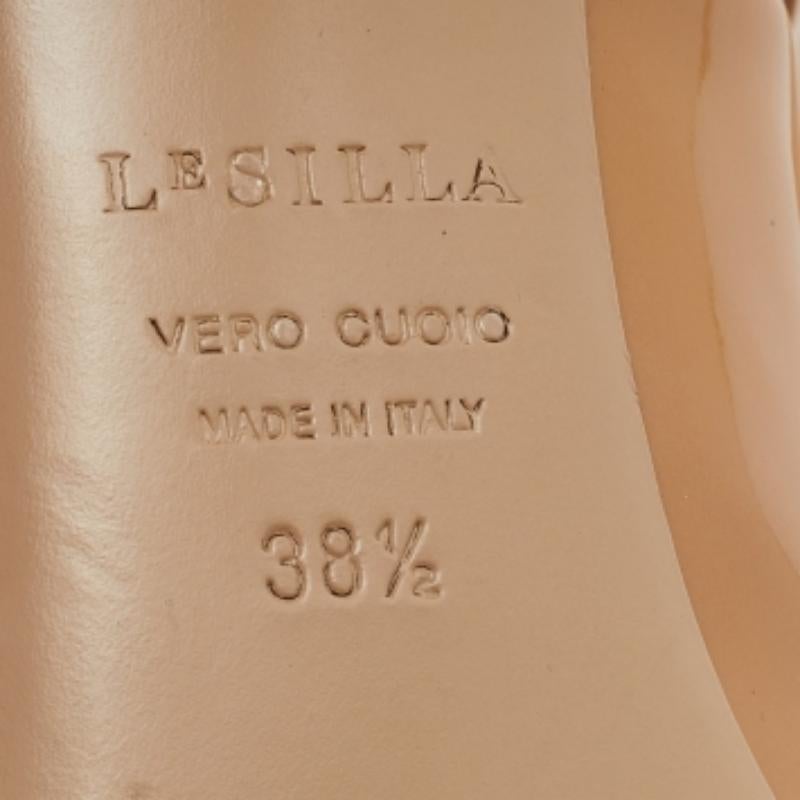 LE SILLA
VERO CUOIO
MADE IN ITALY
38½